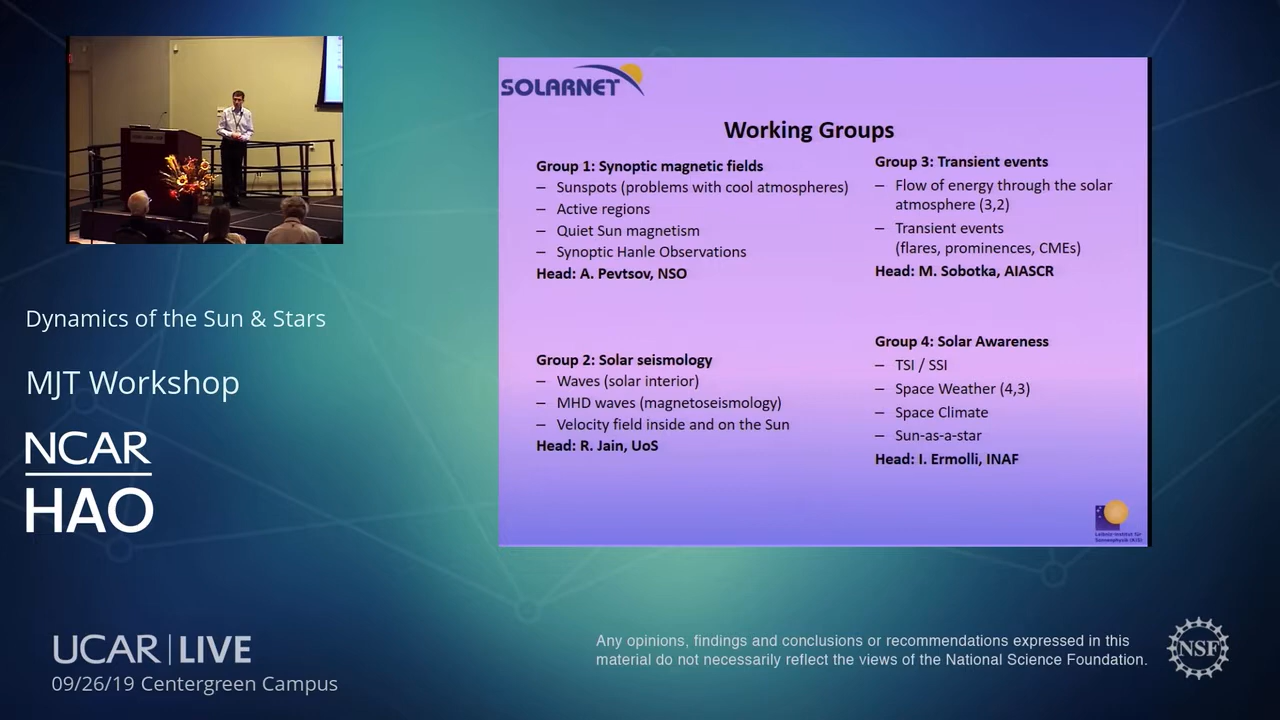 SOLARNET
Working Groups
Group 1: Synoptic magnetic fields
– Sunspots (problems with cool atmospheres)
– Active regions
– Quiet Sun magnetism
– Synoptic Hanle Observations
Head: A. Pevtsov, NSO
Group 2: Solar seismology
– Waves (solar interior)
– MHD waves (magnetoseismology)
– Velocity field inside and on the Sun
Head: R. Jain, UoS
Group 3: Transient events
– Flow of energy through the solar
atmosphere (3,2)
– Transient events
(flares, prominences, CMEs)
Head: M. Sobotka, AIASCR
Group 4: Solar Awareness
– TSI / SSI
– Space Weather (4,3)
– Space Climate
– Sun-as-a-star
Head: I. Ermolli, INAF
Leibniz-Institut für
Sonnenphysik (KIS)
Dynamics of the Sun & Stars
MJT Workshop
NCAR
HAO
UCAR | LIVE
09/26/19 Centergreen Campus
Any opinions, findings and conclusions or recommendations expressed in this
material do not necessarily reflect the views of the National Science Foundation.
NSF